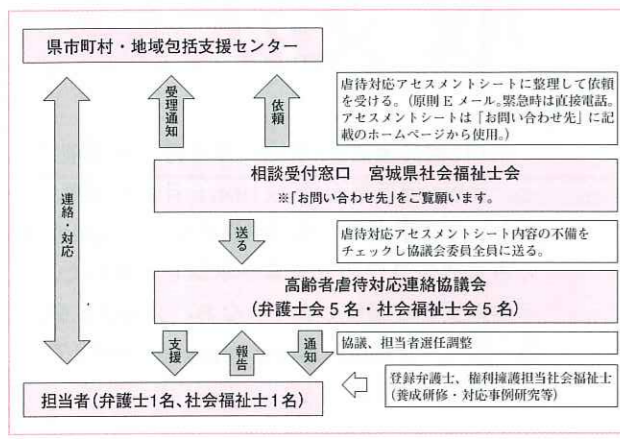 県市町村・地域包括支援センター
受理通知
依頼
虐待対応アセスメントシートに整理して依頼
を受ける。(原則Eメール。緊急時は直接電話。
アセスメントシートは「お問い合わせ先」に記
載のホームページから使用。)
連絡・対応
相談受付窓口 宮城県社会福祉士会
※「お問い合わせ先」をご覧願います。
送る
虐待対応アセスメントシート内容の不備を
チェックし協議会委員全員に送る。
高齢者虐待対応連絡協議会
(弁護士会5名・社会福祉士会5名)
支援
報告
通知
協議、担当者選任調整
担当者(弁護士1名、社会福祉士1名)
登録弁護士、権利擁護担当社会福祉士
(養成研修・対応事例研究等)